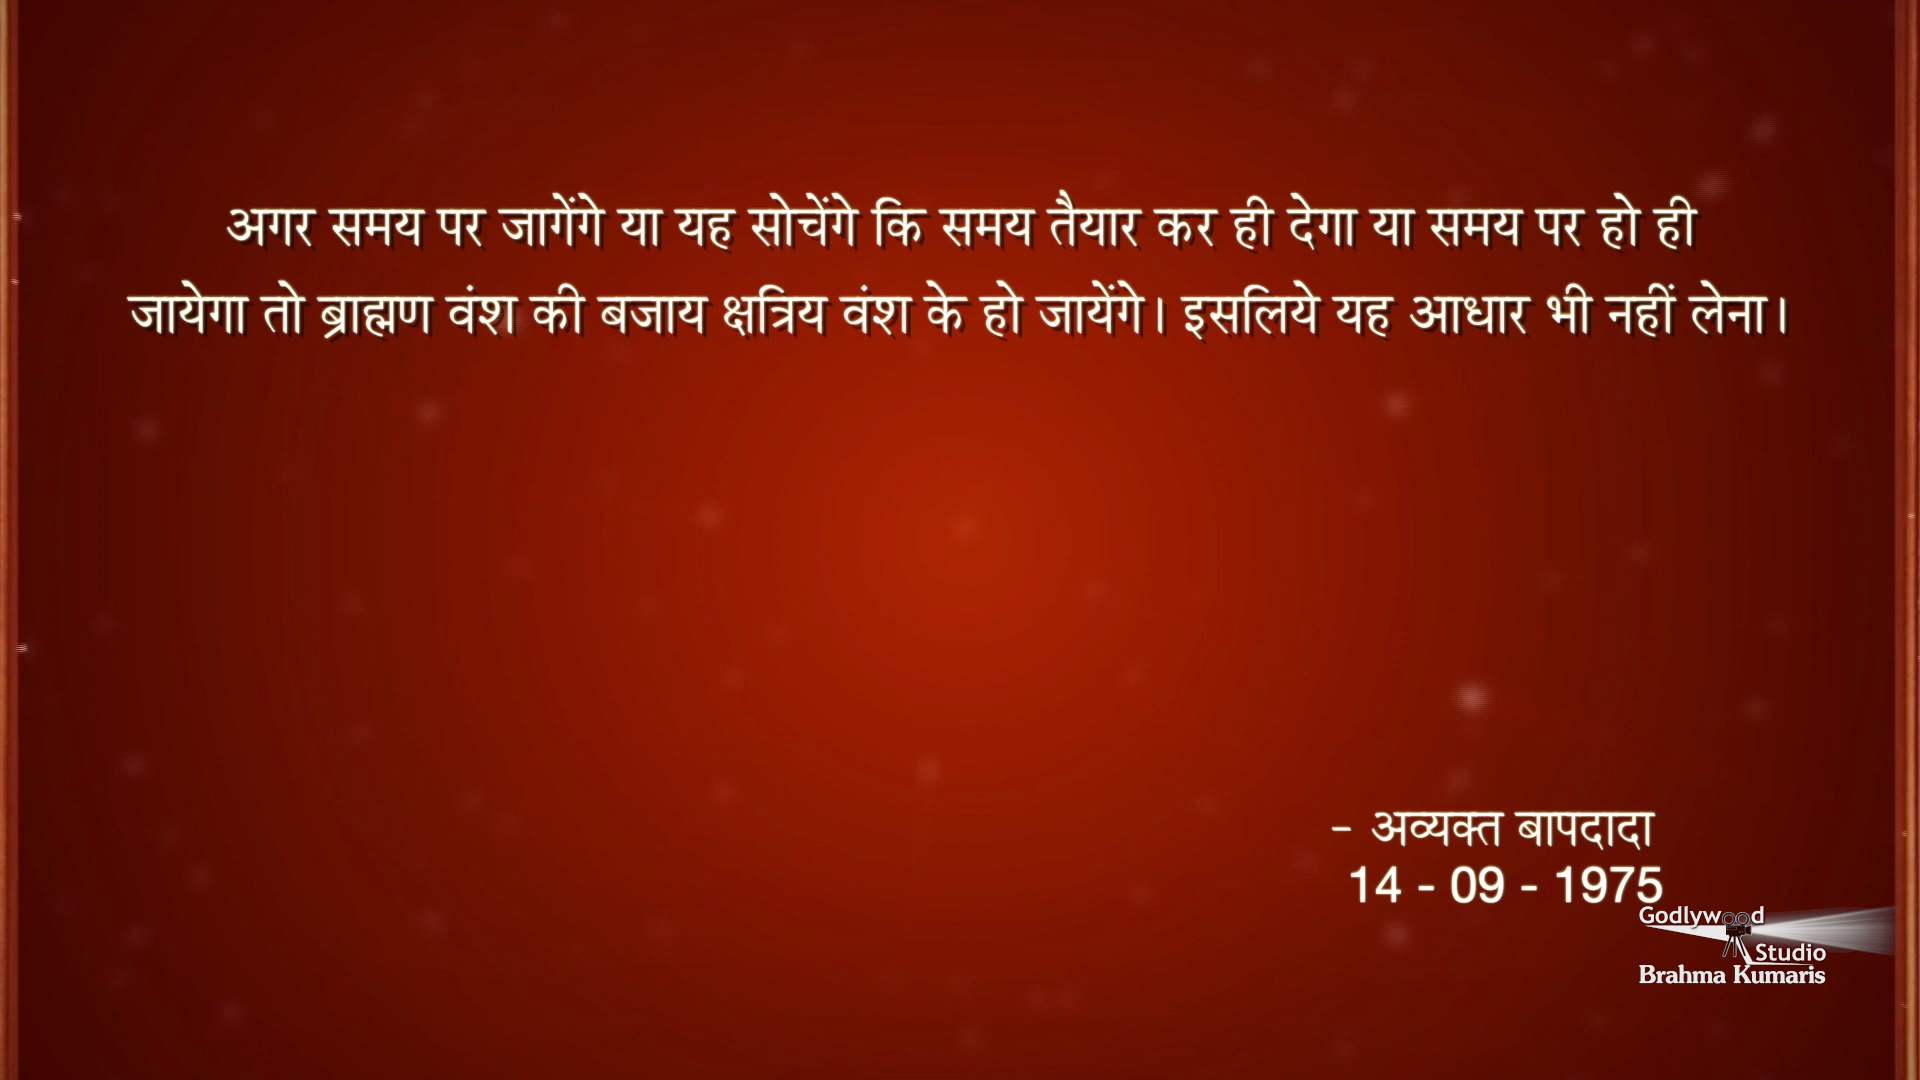 अगर समय पर जागेंगे या यह सोचेंगे कि समय तैयार कर ही देगा या समय पर हो ही
जायेगा तो ब्राह्मण वंश की बजाय क्षत्रिय वंश के हो जायेंगे। इसलिये यह आधार भी नहीं लेना।
- अव्यक्त बापदादा
14 - 09 - 1975
Godlywood
Studio
Brahma Kumaris